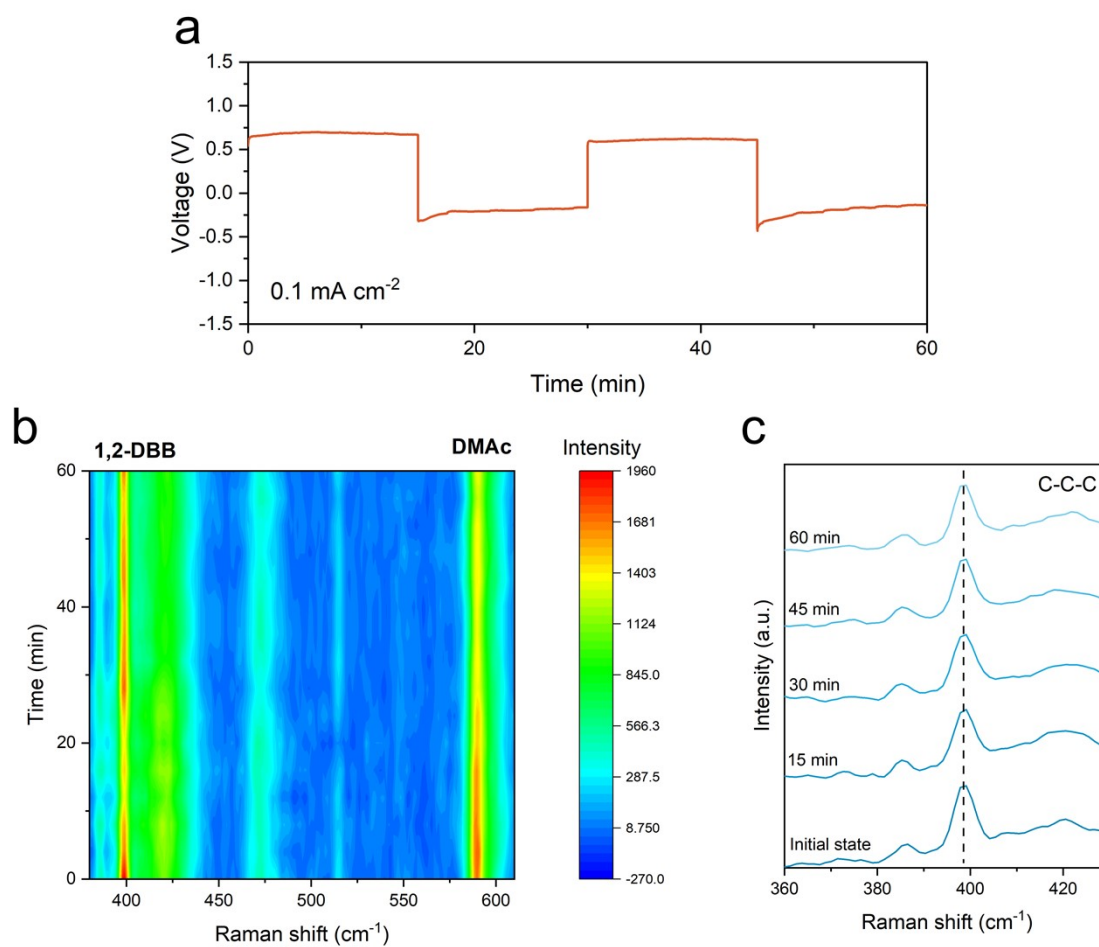 a
1.5
1.0
0.5
0.0
-0.5
-1.0
-1.5
Voltage (V)
0.1 mA cm-2
0 20 40 60
Time (min)
b
1,2-DBB DMAc Intensity
60
40
20
0
Time (min)
400 450 500 550 600
Raman shift (cm-1)
1960
1681
1403
1124
845.0
566.3
287.5
8.750
-270.0
c
C-C-C
60 min
45 min
30 min
15 min
Initial state
Intensity (a.u.)
360 380 400 420
Raman shift (cm-1)